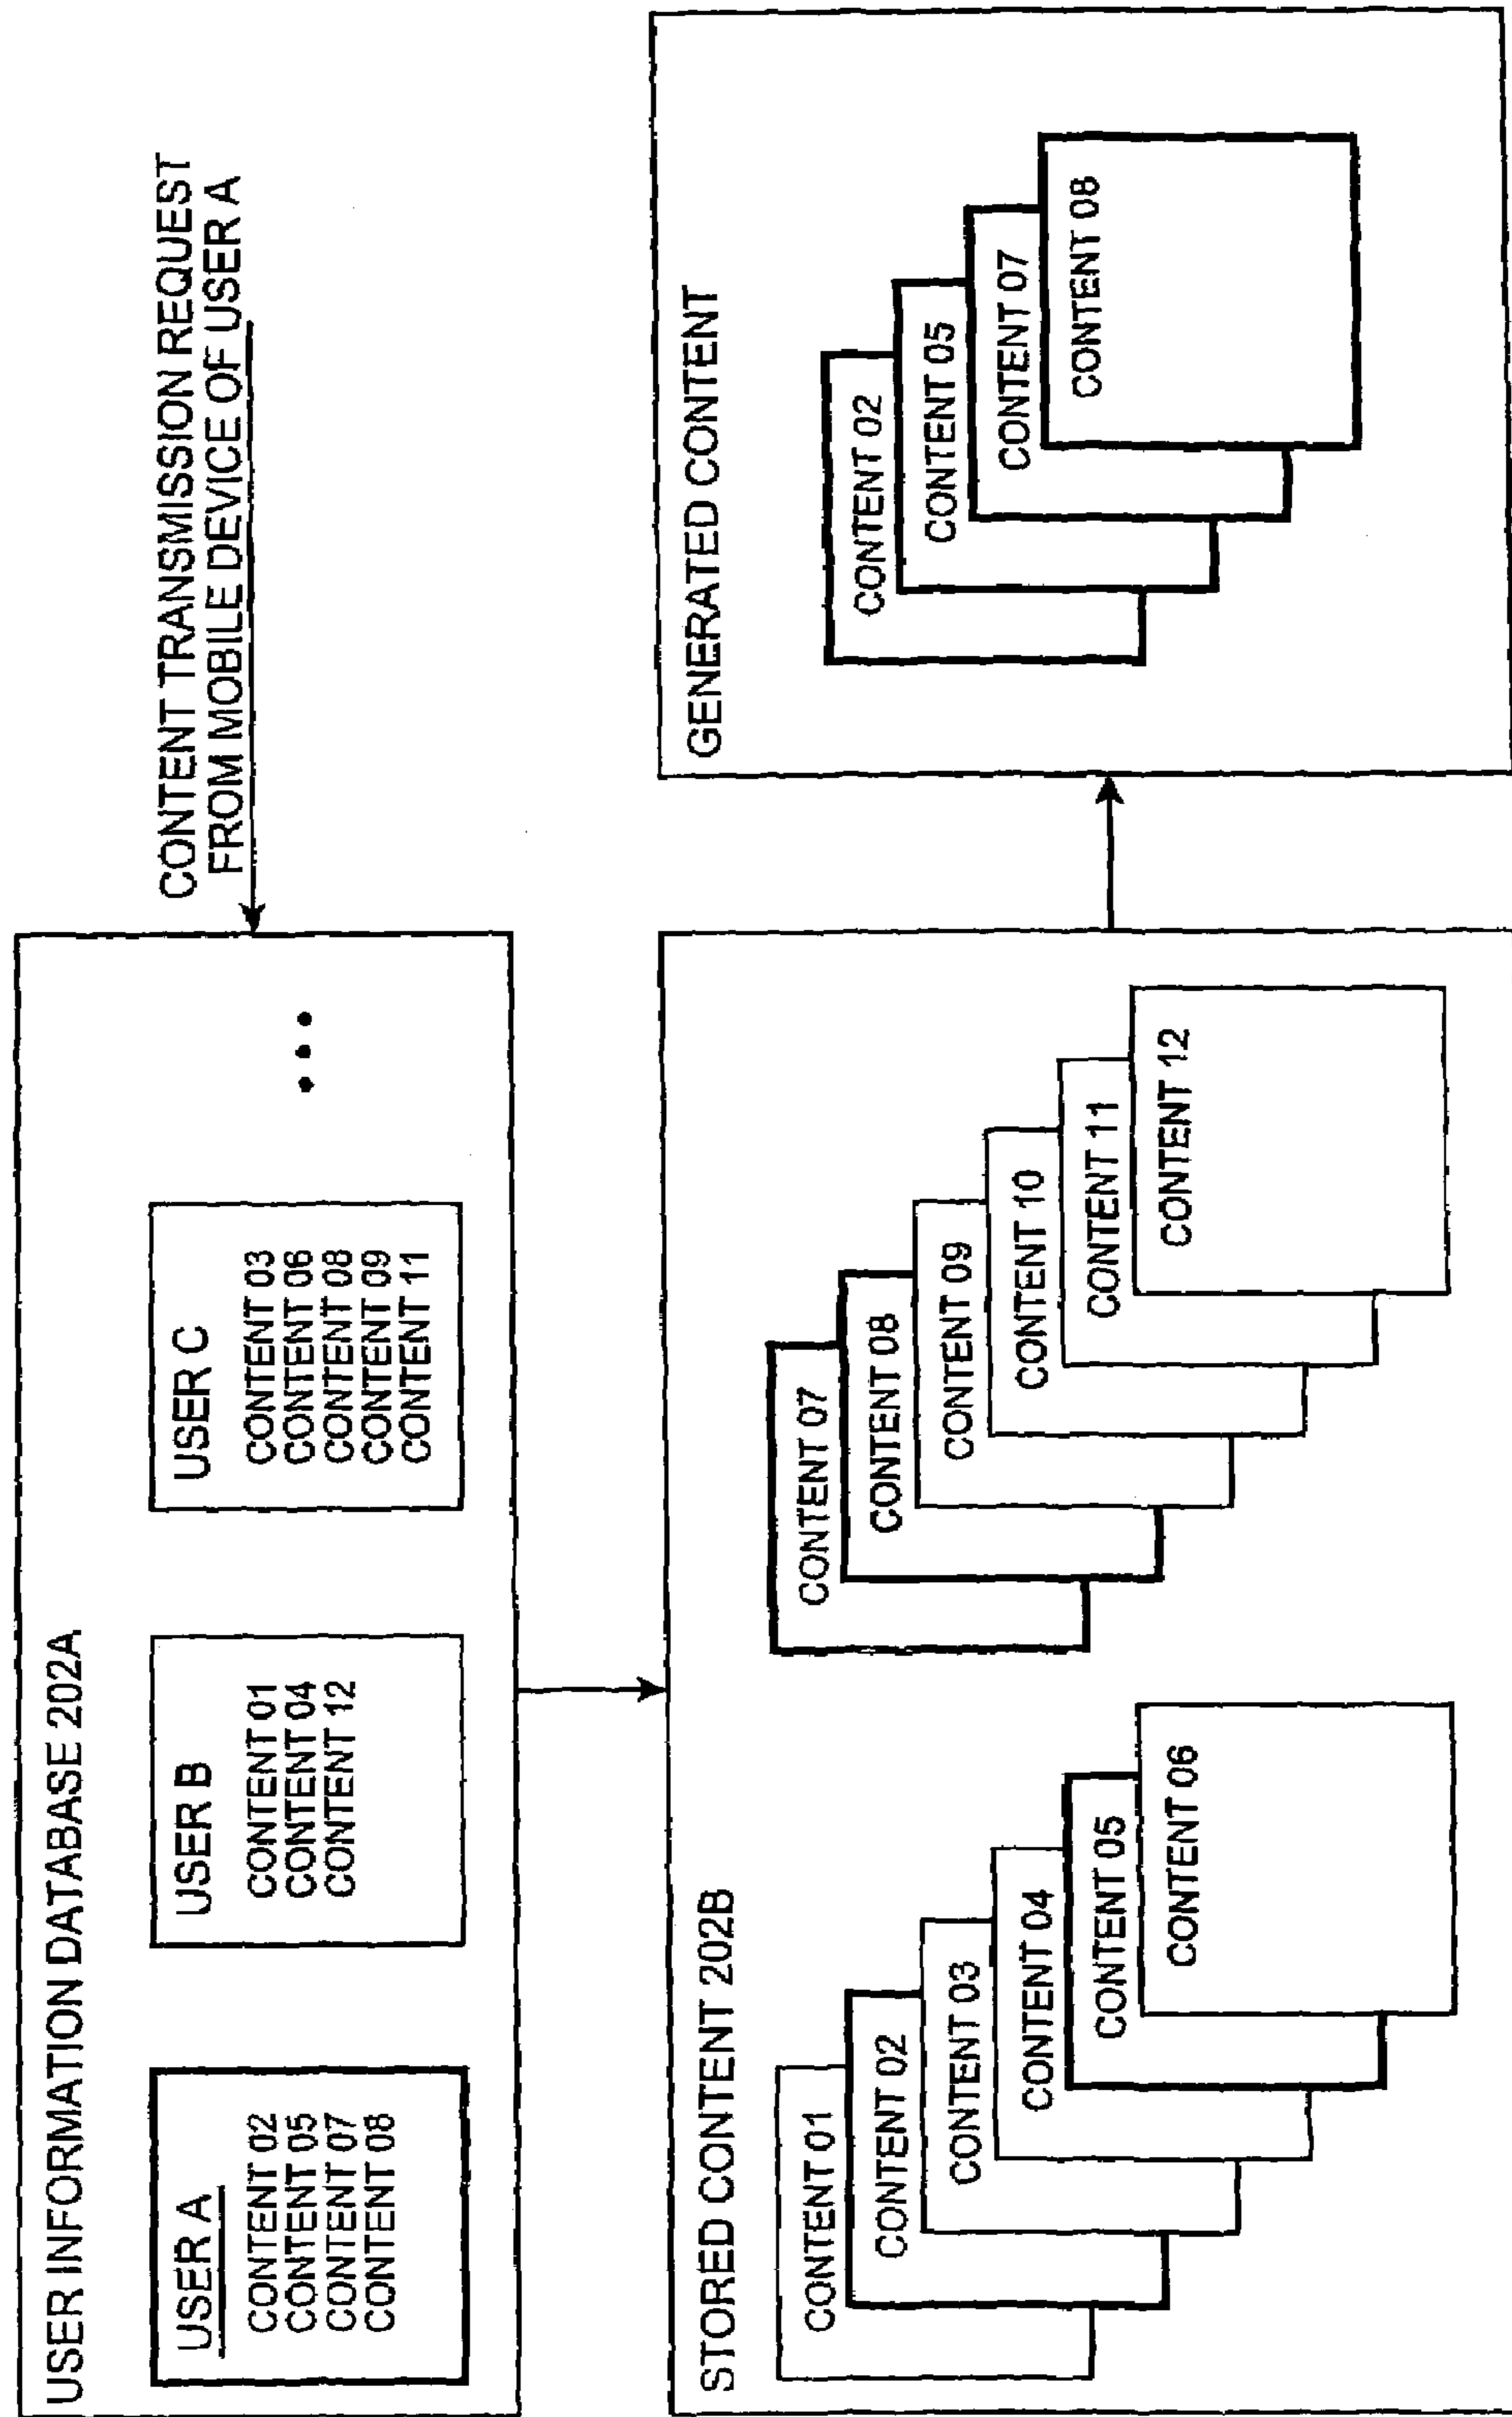 USER INFORMATION DATABASE 202A
USER A
CONTENT 02
CONTENT 05
CONTENT 07
CONTENT 08
USER B
CONTENT 01
CONTENT 04
CONTENT 12
USER C
CONTENT 03
CONTENT 06
CONTENT 08
CONTENT 09
CONTENT 11
CONTENT TRANSMISSION REQUEST
FROM MOBILE DEVICE OF USER A
STORED CONTENT 202B
CONTENT 01
CONTENT 02
CONTENT 03
CONTENT 04
CONTENT 05
CONTENT 06
CONTENT 07
CONTENT 08
CONTENT 09
CONTENT 10
CONTENT 11
CONTENT 12
GENERATED CONTENT
CONTENT 02
CONTENT 05
CONTENT 07
CONTENT 08